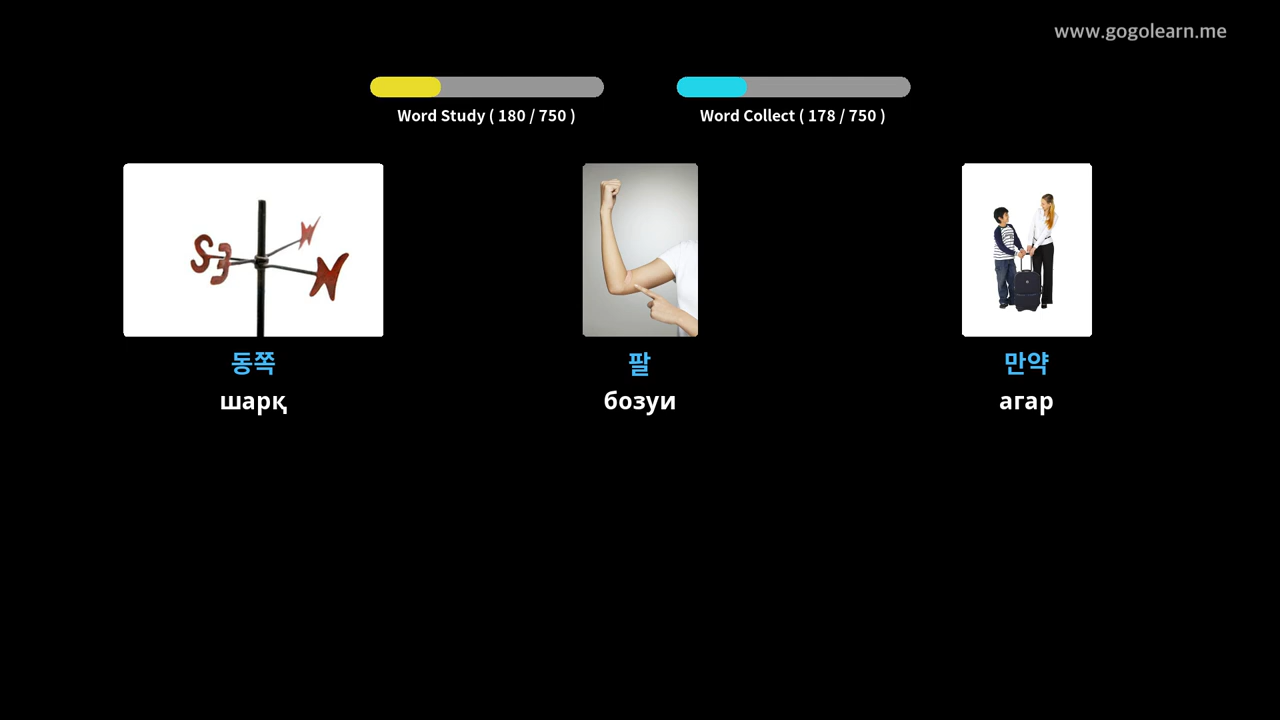 www.gogolearn.me
Word Study ( 180 / 750 )
Word Collect ( 178 / 750 )
S E N W
동쪽
팔
만약
шарқ
бозуи
агар